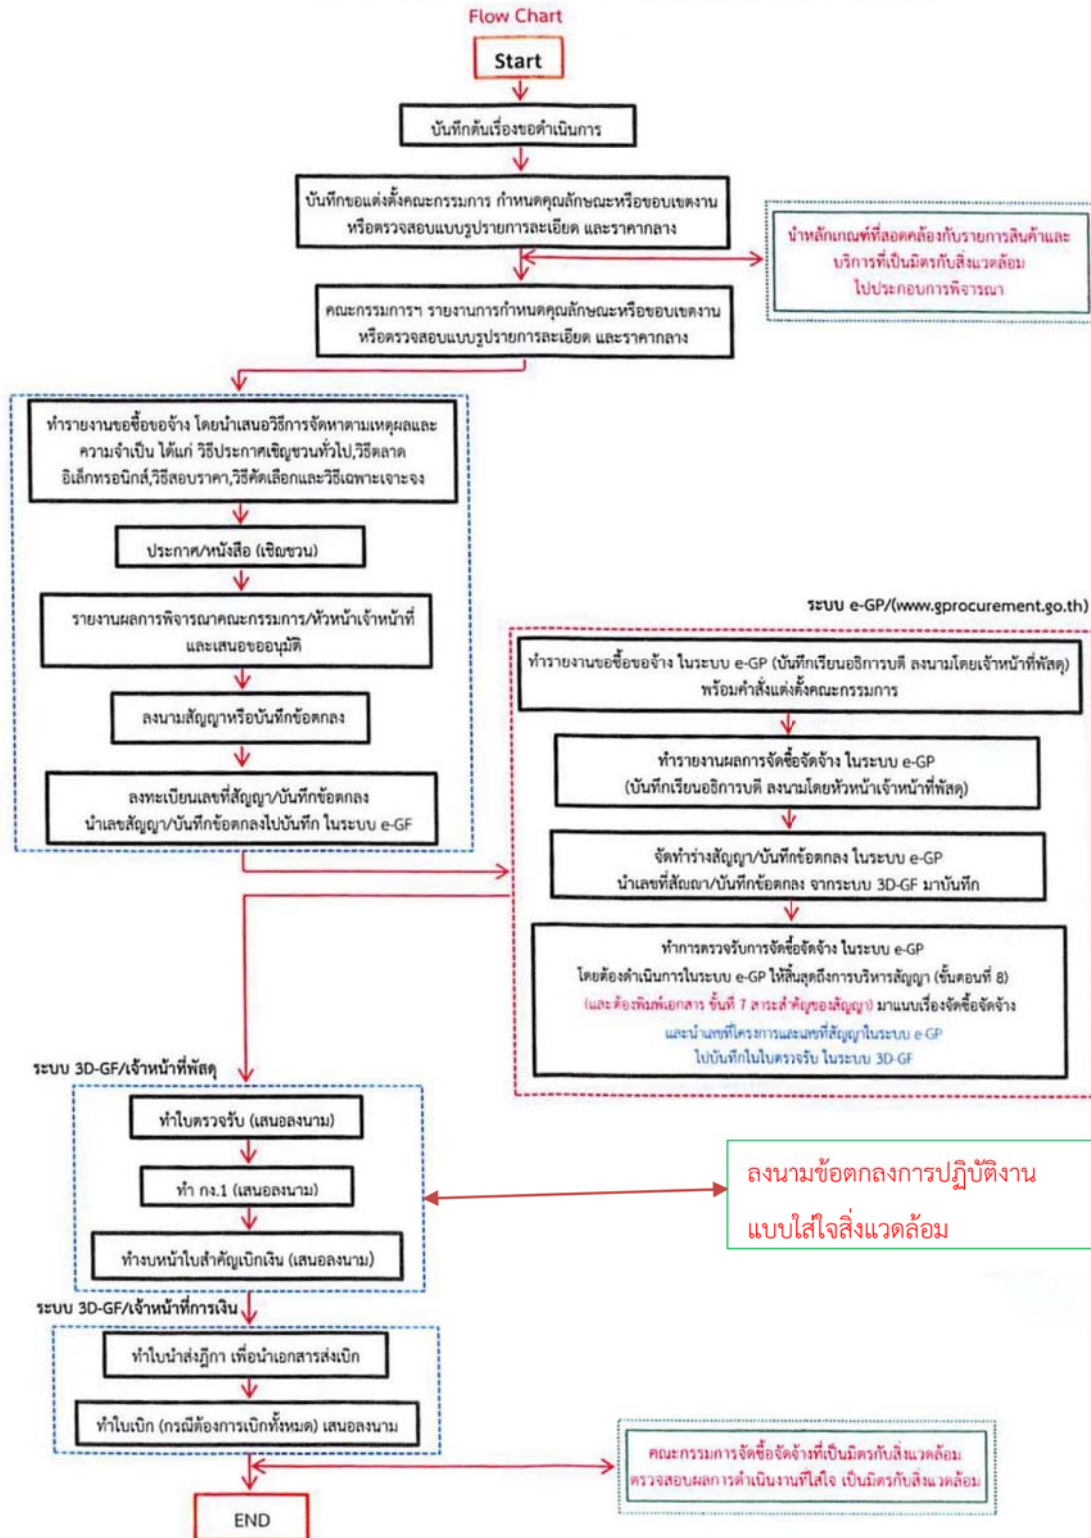 Flow Chart
Start
บันทึกต้นเรื่องขอดำเนินการ
บันทึกขอแต่งตั้งคณะกรรมการ กำหนดคุณลักษณะหรือขอบเขตงาน
หรือตรวจสอบแบบรูปรายการละเอียด และราคากลาง
นำหลักเกณฑ์ที่สอดคล้องกับรายการสินค้าและ
บริการที่เป็นมิตรกับสิ่งแวดล้อม
ไปประกอบการพิจารณา
คณะกรรมการฯ รายงานการกำหนดคุณลักษณะหรือขอบเขตงาน
หรือตรวจสอบแบบรูปรายการละเอียด และราคากลาง
ทำรายงานขอซื้อขอจ้าง โดยนำเสนอวิธีการจัดหาตามเหตุผลและ
ความจำเป็น ได้แก่ วิธีประกาศเชิญชวนทั่วไป,วิธีตลาด
อิเล็กทรอนิกส์,วิธีสอบราคา,วิธีคัดเลือกและวิธีเฉพาะเจาะจง
ประกาศ/หนังสือ (เชิญชวน)
รายงานผลการพิจารณาคณะกรรมการ/หัวหน้าเจ้าหน้าที่
และเสนอขออนุมัติ
ลงนามสัญญาหรือบันทึกข้อตกลง
ลงทะเบียนเลขที่สัญญา/บันทึกข้อตกลง
นำเลขสัญญา/บันทึกข้อตกลงไปบันทึก ในระบบ e-GF
ระบบ e-GP/(www.gprocurement.go.th)
ทำรายงานขอซื้อขอจ้าง ในระบบ e-GP (บันทึกเรียนอธิการบดี ลงนามโดยเจ้าหน้าที่พัสดุ)
พร้อมคำสั่งแต่งตั้งคณะกรรมการ
ทำรายงานผลการจัดซื้อจัดจ้าง ในระบบ e-GP
(บันทึกเรียนอธิการบดี ลงนามโดยหัวหน้าเจ้าหน้าที่พัสดุ)
จัดทำร่างสัญญา/บันทึกข้อตกลง ในระบบ e-GP
นำเลขที่สัญญา/บันทึกข้อตกลง จากระบบ 3D-GF มาบันทึก
ทำการตรวจรับการจัดซื้อจัดจ้าง ในระบบ e-GP
โดยต้องดำเนินการในระบบ e-GP ให้สิ้นสุดถึงการบริหารสัญญา (ขั้นตอนที่ 8)
(และต้องพิมพ์เอกสาร ขั้นที่ 7 สาระสำคัญของสัญญา) มาแนบเรื่องจัดซื้อจัดจ้าง
และนำเลขที่โครงการและเลขที่สัญญาในระบบ e-GP
ไปบันทึกในใบตรวจรับ ในระบบ 3D-GF
ระบบ 3D-GF/เจ้าหน้าที่พัสดุ
ทำใบตรวจรับ (เสนอลงนาม)
ทำ กง.1 (เสนอลงนาม)
ทำงบหน้าใบสำคัญเบิกเงิน (เสนอลงนาม)
ลงนามข้อตกลงการปฏิบัติงาน
แบบใส่ใจสิ่งแวดล้อม
ระบบ 3D-GF/เจ้าหน้าที่การเงิน
ทำใบนำส่งฎีกา เพื่อนำเอกสารส่งเบิก
ทำใบเบิก (กรณีต้องการเบิกทั้งหมด) เสนอลงนาม
คณะกรรมการจัดซื้อจัดจ้างที่เป็นมิตรกับสิ่งแวดล้อม
ตรวจสอบผลการดำเนินงานที่ใส่ใจ เป็นมิตรกับสิ่งแวดล้อม
END